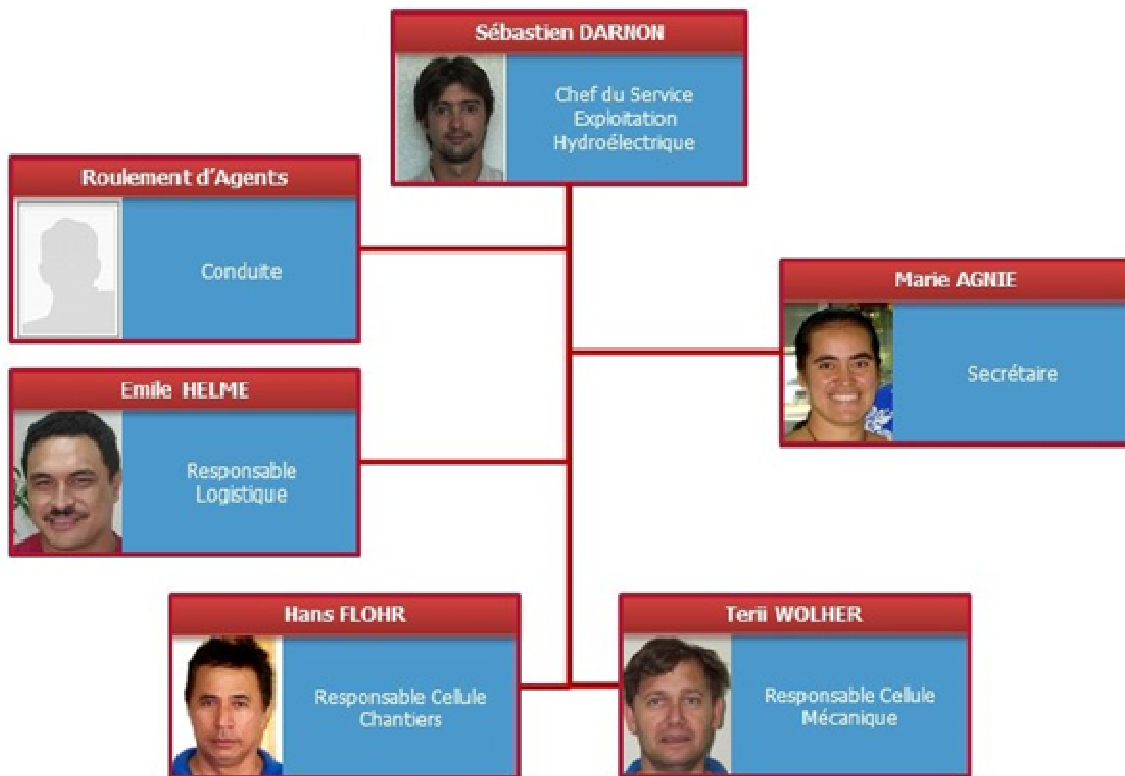 Sébastien DARNON
Chef du Service
Exploitation
Hydroélectrique
Roulement d'Agents
Conduite
Marie AGNIE
Secrétaire
Emile HELME
Responsable
Logistique
Hans FLOHR
Responsable Cellule
Chantiers
Terii WOLHER
Responsable Cellule
Mécanique